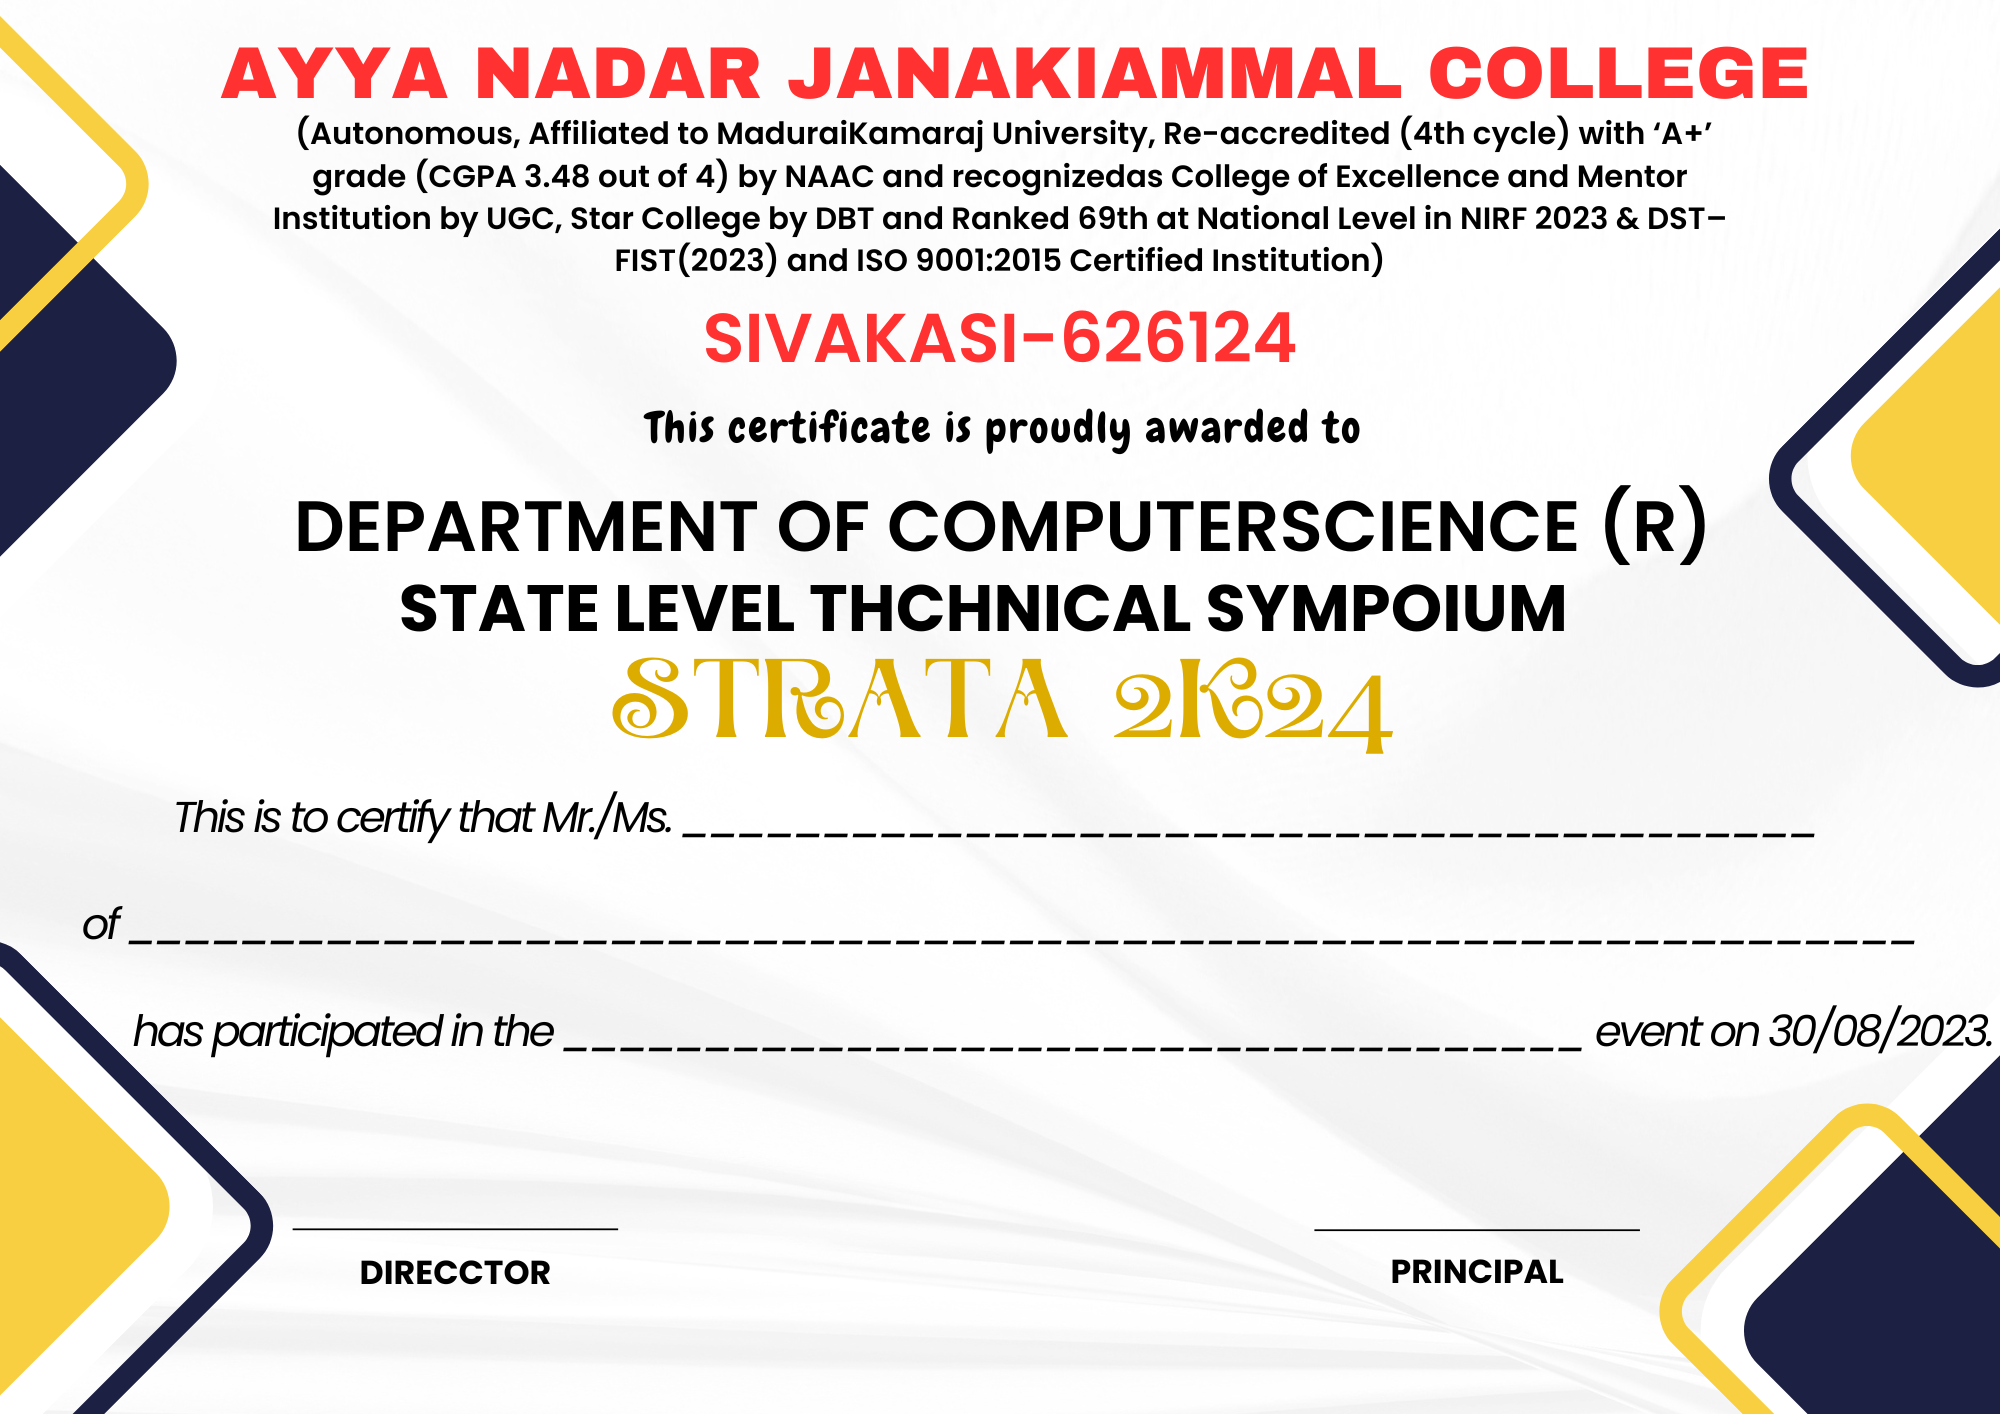 AYYA NADAR JANAKIAMMAL COLLEGE
(Autonomous, Affiliated to MaduraiKamaraj University, Re-accredited (4th cycle) with ‘A+’
grade (CGPA 3.48 out of 4) by NAAC and recognizedas College of Excellence and Mentor
Institution by UGC, Star College by DBT and Ranked 69th at National Level in NIRF 2023 & DST–
FIST(2023) and ISO 9001:2015 Certified Institution)
SIVAKASI-626124
This certificate is proudly awarded to
DEPARTMENT OF COMPUTERSCIENCE (R)
STATE LEVEL THCHNICAL SYMPOIUM
STRATA 2K24
This is to certify that Mr./Ms. ________________________________________
of _______________________________________________________________
has participated in the ____________________________________ event on 30/08/2023.
DIRECCTOR
PRINCIPAL